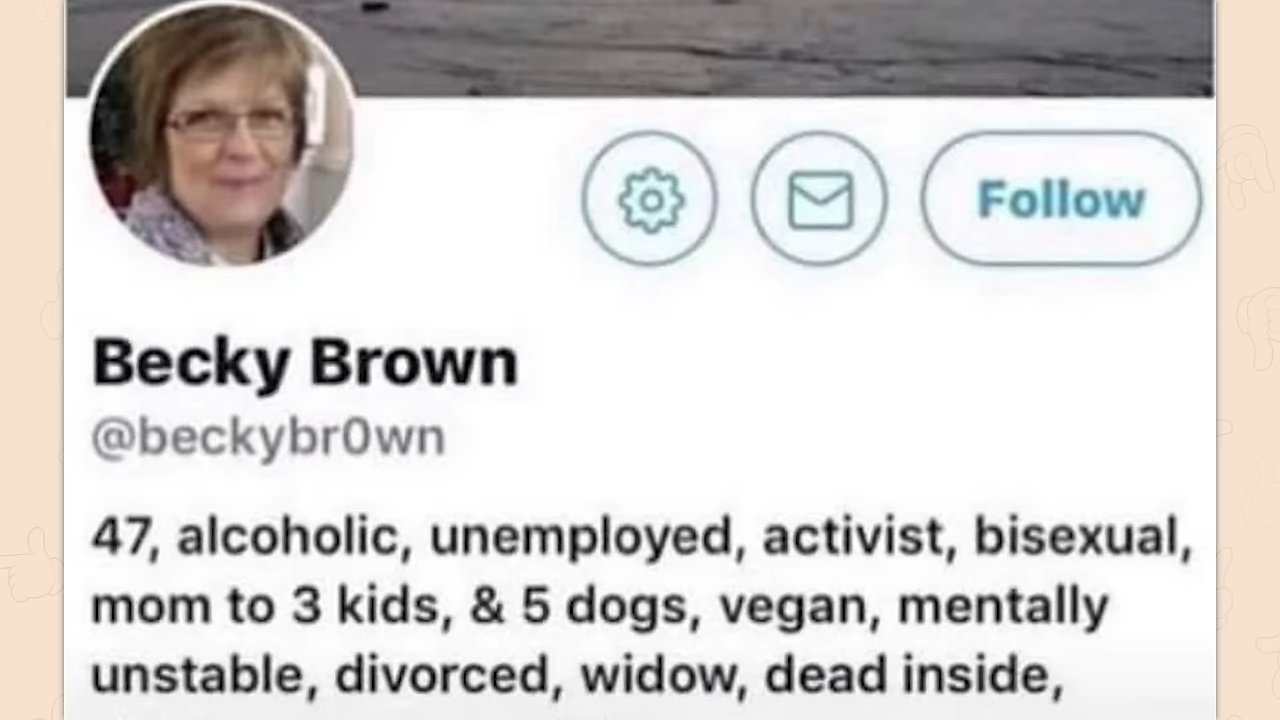 Follow
Becky Brown
@beckybr0wn
47, alcoholic, unemployed, activist, bisexual,
mom to 3 kids, & 5 dogs, vegan, mentally
unstable, divorced, widow, dead inside,